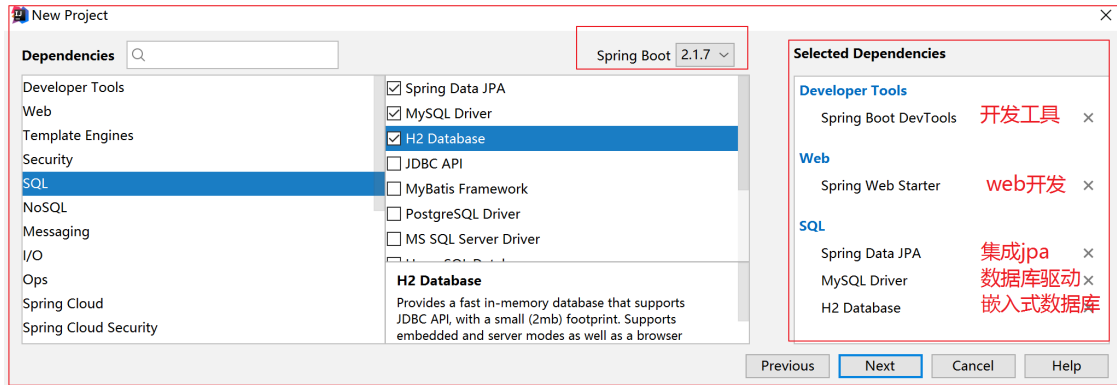 New Project
Dependencies
Spring Boot 2.1.7
Selected Dependencies
Developer Tools
Web
Template Engines
Security
SQL
NoSQL
Messaging
I/O
Ops
Spring Cloud
Spring Cloud Security
Spring Data JPA
MySQL Driver
H2 Database
JDBC API
MyBatis Framework
PostgreSQL Driver
MS SQL Server Driver
H2 Database
Provides a fast in-memory database that supports
JDBC API, with a small (2mb) footprint. Supports
embedded and server modes as well as a browser
Developer Tools
Spring Boot DevTools 开发工具
Web
Spring Web Starter web开发
SQL
Spring Data JPA 集成jpa
MySQL Driver 数据库驱动
H2 Database 嵌入式数据库
Previous Next Cancel Help